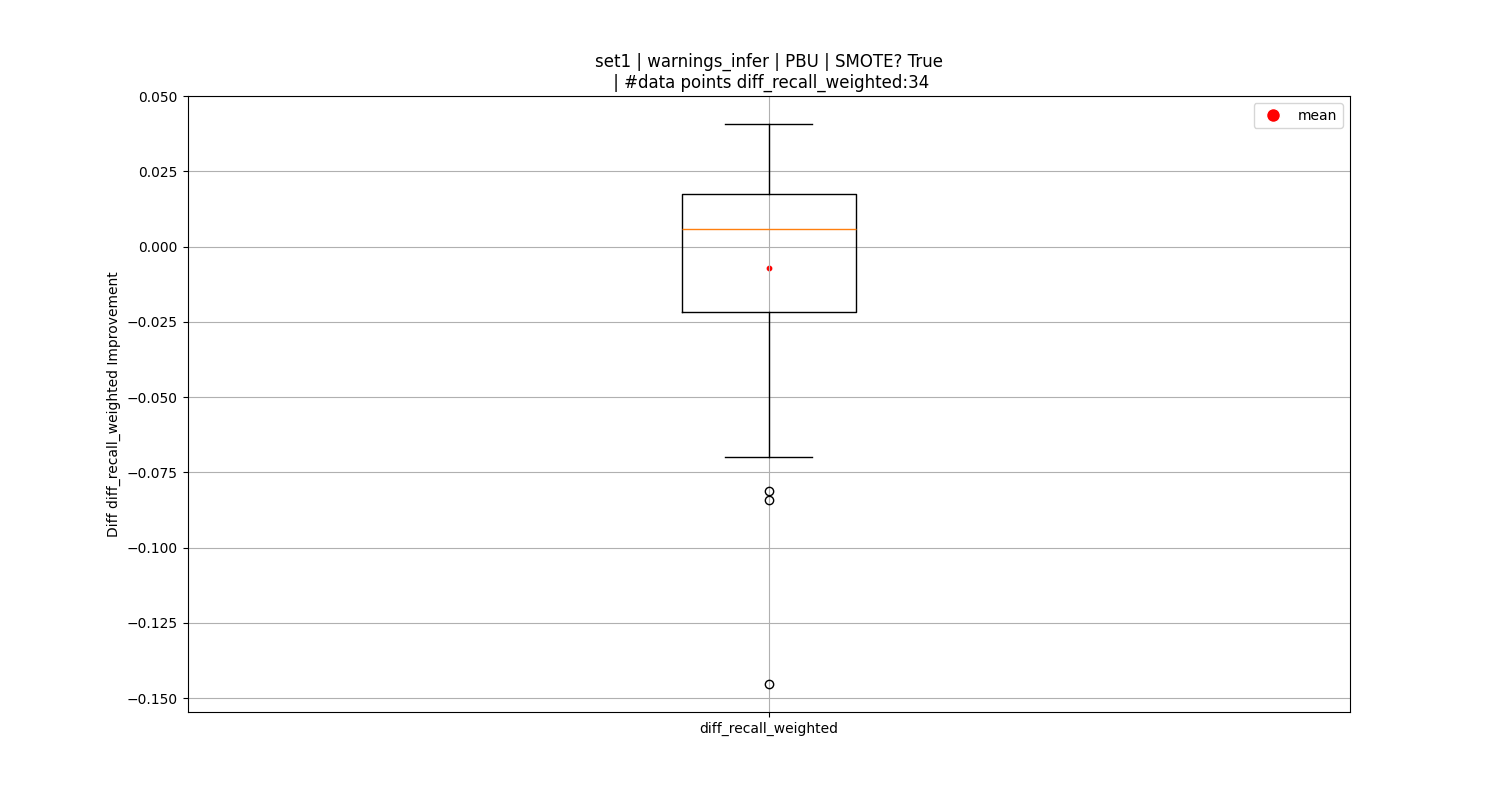 set1 | warnings_infer | PBU | SMOTE? True
| #data points diff_recall_weighted:34
mean
0.050
0.025
0.000
−0.025
−0.050
−0.075
−0.100
−0.125
−0.150
Diff diff_recall_weighted Improvement
diff_recall_weighted